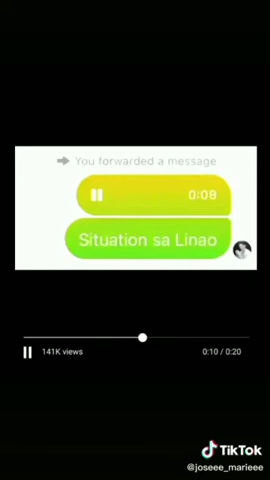 You forwarded a message
0:08
Situation sa Linao
141K views
0:10 / 0:20
TikTok
@joseee_marieee